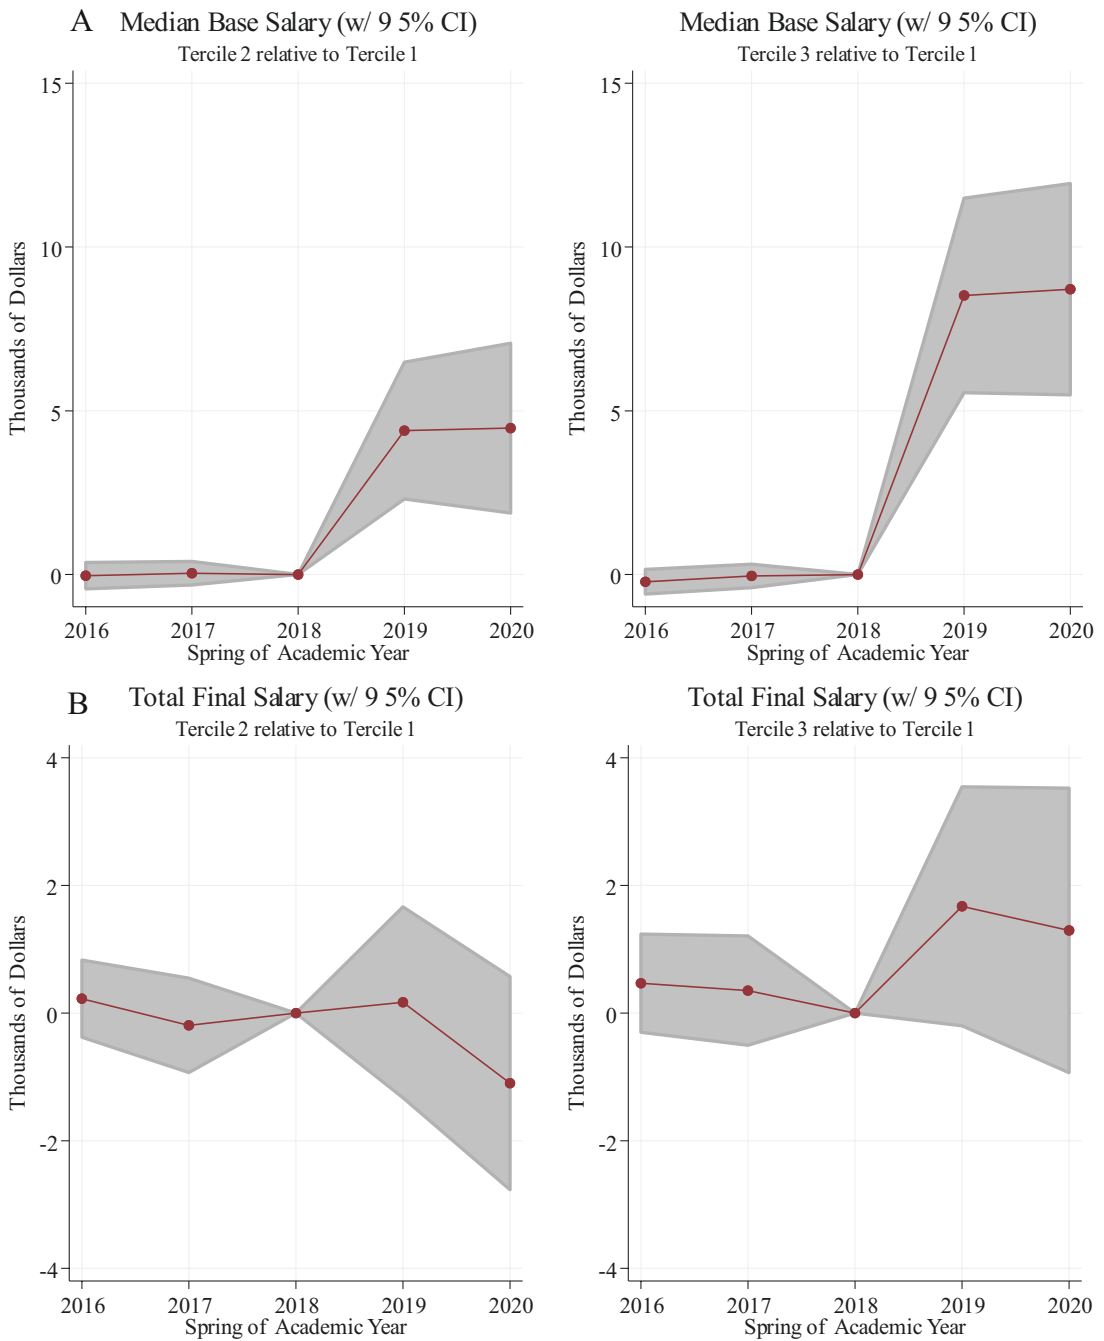 A Median Base Salary (w/ 9 5% CI)
Tercile 2 relative to Tercile 1
15
10
5
0
Thousands of Dollars
2016 2017 2018 2019 2020
Spring of Academic Year
Median Base Salary (w/ 9 5% CI)
Tercile 3 relative to Tercile 1
15
10
5
0
Thousands of Dollars
2016 2017 2018 2019 2020
Spring of Academic Year
B Total Final Salary (w/ 9 5% CI)
Tercile 2 relative to Tercile 1
4
2
0
-2
-4
Thousands of Dollars
2016 2017 2018 2019 2020
Spring of Academic Year
Total Final Salary (w/ 9 5% CI)
Tercile 3 relative to Tercile 1
4
2
0
-2
-4
Thousands of Dollars
2016 2017 2018 2019 2020
Spring of Academic Year